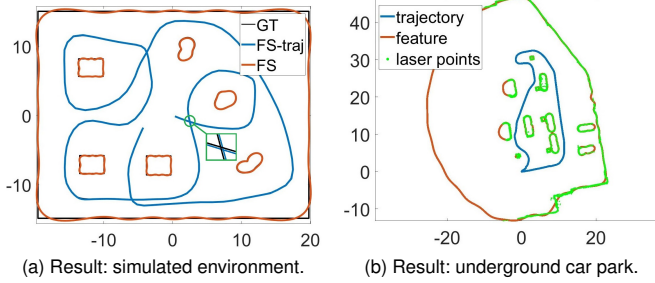 GT
FS-traj
FS
15
0
-10
-10
0
10
20
(a) Result: simulated environment.
trajectory
feature
laser points
40
30
20
10
0
-10
-20
0
20
(b) Result: underground car park.